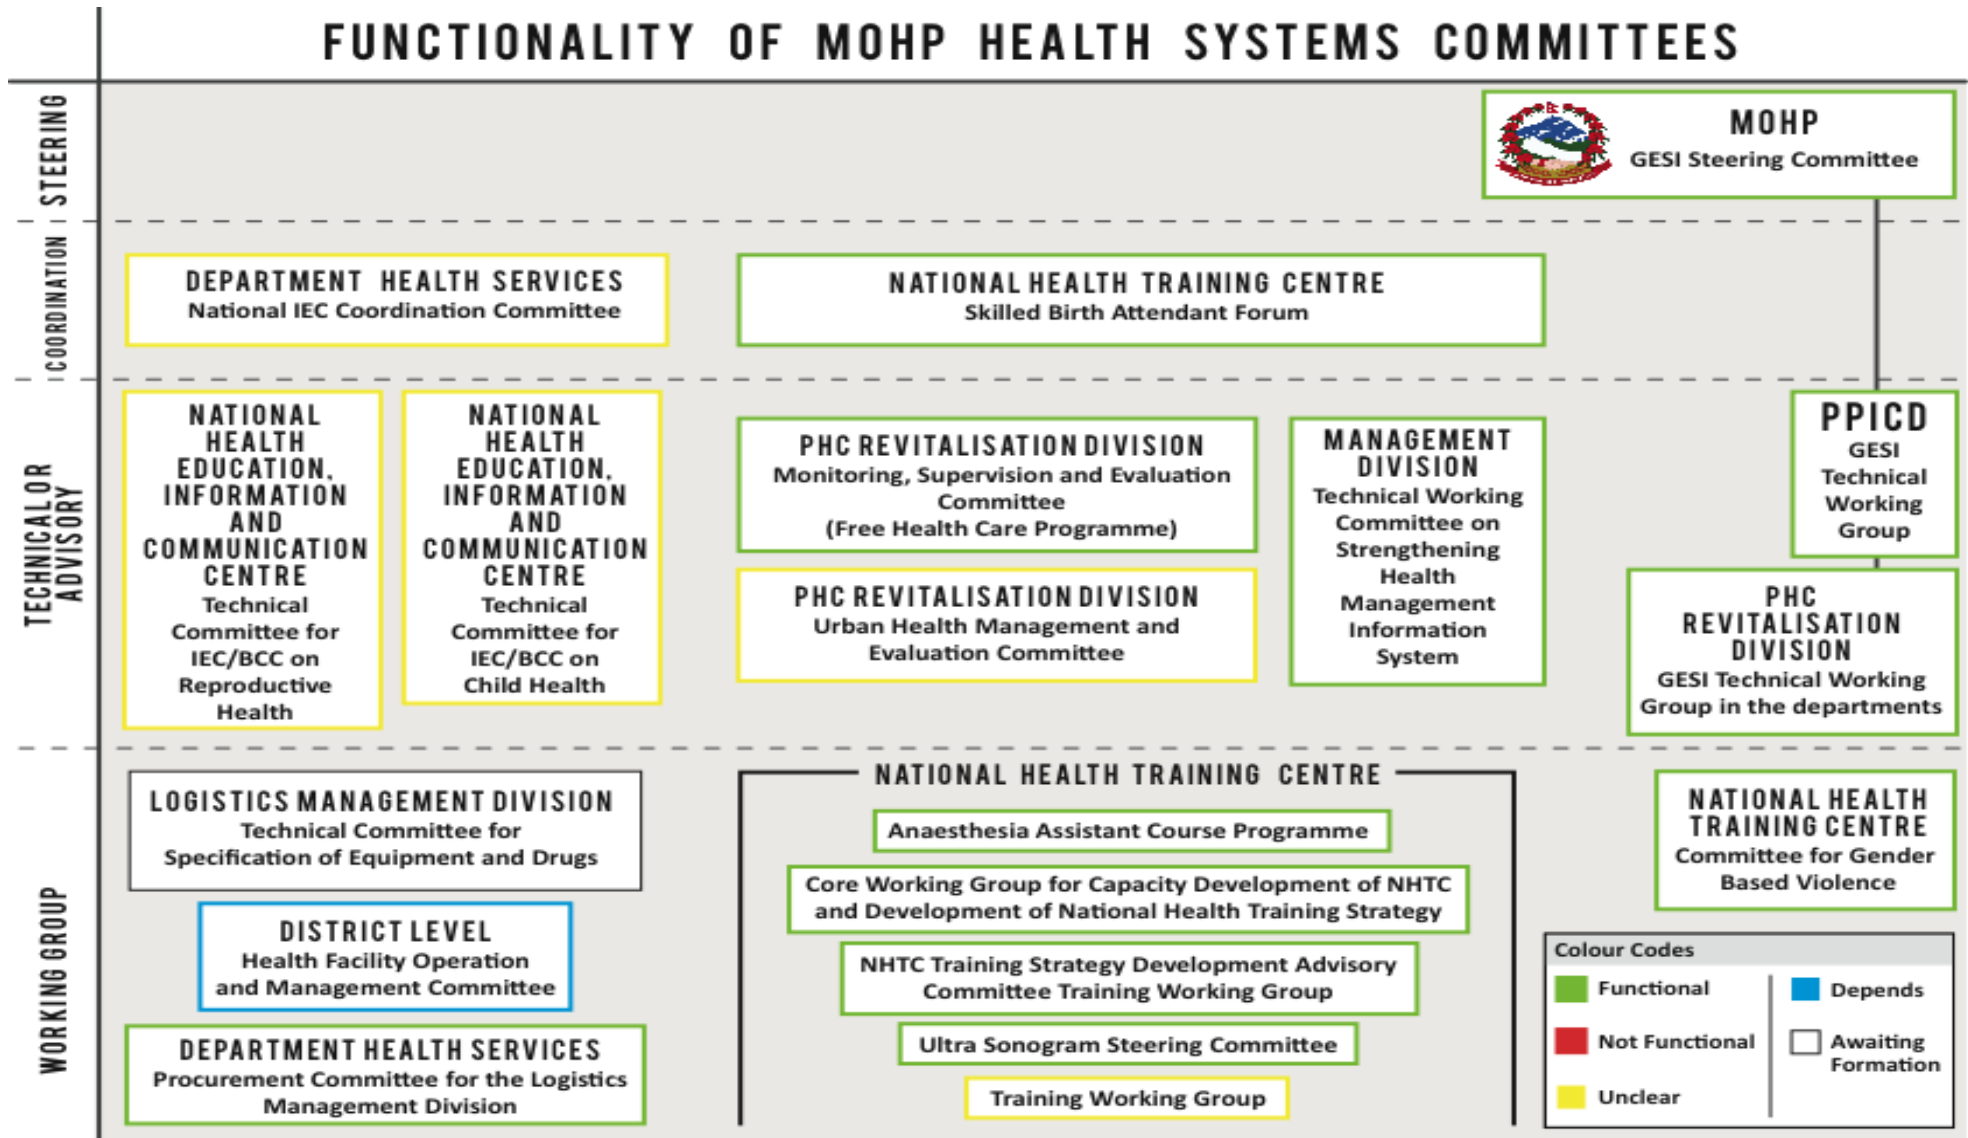 FUNCTIONALITY OF MOHP HEALTH SYSTEMS COMMITTEES
STEERING
MOHP
GESI Steering Committee
COORDINATION
DEPARTMENT HEALTH SERVICES
National IEC Coordination Committee
NATIONAL HEALTH TRAINING CENTRE
Skilled Birth Attendant Forum
TECHNICAL OR
ADVISORY
NATIONAL
HEALTH
EDUCATION,
INFORMATION
AND
COMMUNICATION
CENTRE
Technical
Committee for
IEC/BCC on
Reproductive
Health
NATIONAL
HEALTH
EDUCATION,
INFORMATION
AND
COMMUNICATION
CENTRE
Technical
Committee for
IEC/BCC on
Child Health
PHC REVITALISATION DIVISION
Monitoring, Supervision and Evaluation
Committee
(Free Health Care Programme)
PHC REVITALISATION DIVISION
Urban Health Management and
Evaluation Committee
MANAGEMENT
DIVISION
Technical Working
Committee on
Strengthening
Health
Management
Information
System
PPICD
GESI
Technical
Working
Group
PHC
REVITALISATION
DIVISION
GESI Technical Working
Group in the departments
WORKING GROUP
LOGISTICS MANAGEMENT DIVISION
Technical Committee for
Specification of Equipment and Drugs
DISTRICT LEVEL
Health Facility Operation
and Management Committee
DEPARTMENT HEALTH SERVICES
Procurement Committee for the Logistics
Management Division
NATIONAL HEALTH TRAINING CENTRE
Anaesthesia Assistant Course Programme
Core Working Group for Capacity Development of NHTC
and Development of National Health Training Strategy
NHTC Training Strategy Development Advisory
Committee Training Working Group
Ultra Sonogram Steering Committee
Training Working Group
NATIONAL HEALTH
TRAINING CENTRE
Committee for Gender
Based Violence
Colour Codes
Functional
Not Functional
Unclear
Depends
Awaiting
Formation